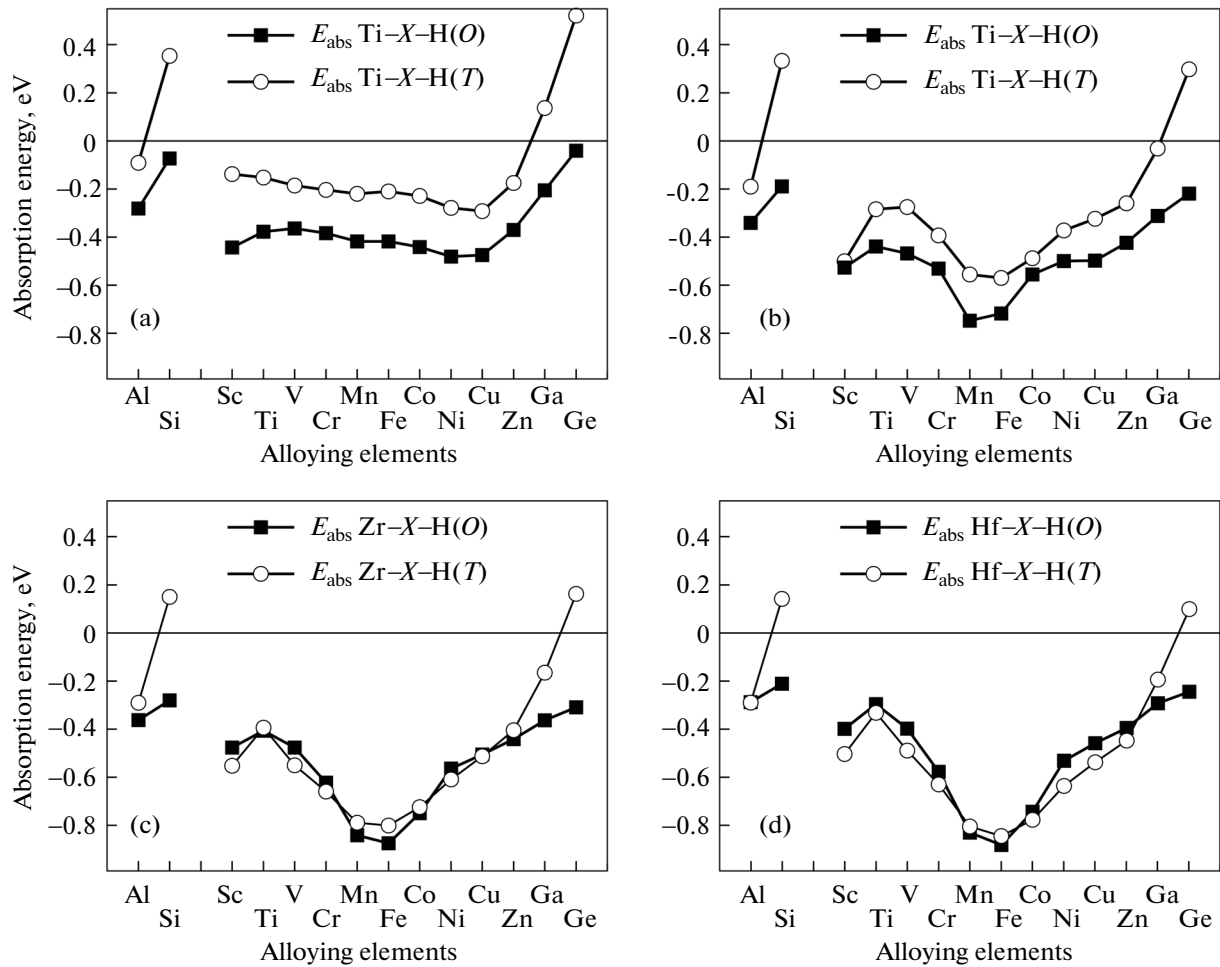 0.4
0.2
0
–0.2
–0.4
–0.6
–0.8
Absorption energy, eV
E_abs Ti–X–H(O)
E_abs Ti–X–H(T)
(a)
Al Sc V Mn Co Cu Ga
Si Ti Cr Fe Ni Zn Ge
Alloying elements
0.4
0.2
0
-0.2
–0.4
-0.6
-0.8
E_abs Ti–X–H(O)
E_abs Ti–X–H(T)
(b)
Al Sc V Mn Co Cu Ga
Si Ti Cr Fe Ni Zn Ge
Alloying elements
0.4
0.2
0
–0.2
–0.4
–0.6
–0.8
Absorption energy, eV
E_abs Zr–X–H(O)
E_abs Zr–X–H(T)
(c)
Al Sc V Mn Co Cu Ga
Si Ti Cr Fe Ni Zn Ge
Alloying elements
0.4
0.2
0
–0.2
–0.4
–0.6
–0.8
E_abs Hf–X–H(O)
E_abs Hf–X–H(T)
(d)
Al Sc V Mn Co Cu Ga
Si Ti Cr Fe Ni Zn Ge
Alloying elements